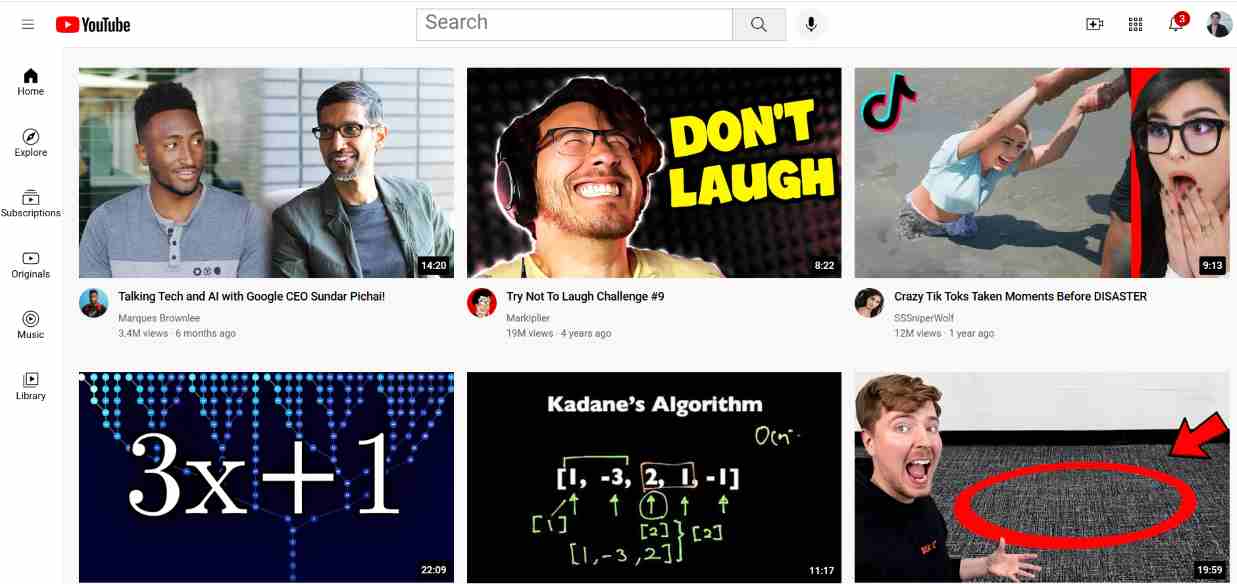 YouTube
Search
3
Home
Explore
Subscriptions
Originals
Music
Library
DON'T
LAUGH
14:20
8:22
9:13
Talking Tech and AI with Google CEO Sundar Pichai!
Marques Brownlee
3.4M views · 6 months ago
Try Not To Laugh Challenge #9
Markiplier
19M views · 4 years ago
Crazy Tik Toks Taken Moments Before DISASTER
SSSniperWolf
12M views · 1 year ago
3x+1
22:09
Kadane's Algorithm
[1, -3, 2, 1, -1]
[1]
[2]
[2]
[1, -3, 2]
11:17
19:59